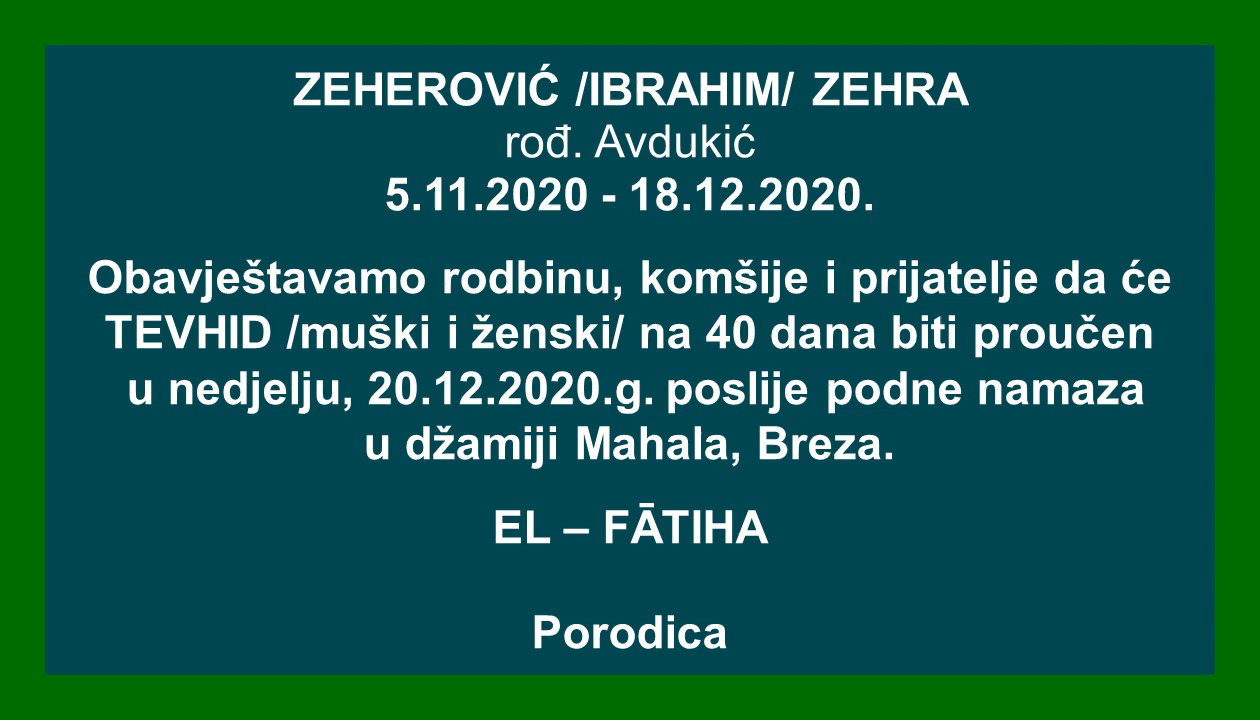 ZEHEROVIĆ /IBRAHIM/ ZEHRA
rođ. Avdukić
5.11.2020 - 18.12.2020.
Obavještavamo rodbinu, komšije i prijatelje da će
TEVHID /muški i ženski/ na 40 dana biti proučen
u nedjelju, 20.12.2020.g. poslije podne namaza
u džamiji Mahala, Breza.
EL – FĀTIHA
Porodica